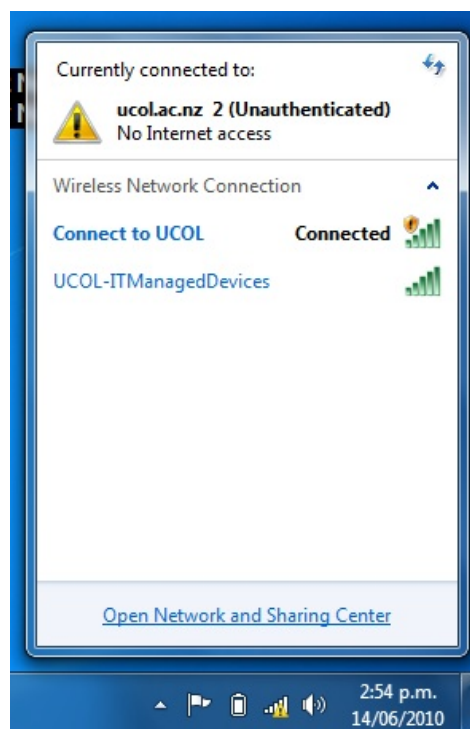 Currently connected to:
ucol.ac.nz 2 (Unauthenticated)
No Internet access
Wireless Network Connection
Connect to UCOL Connected
UCOL-ITManagedDevices
Open Network and Sharing Center
2:54 p.m.
14/06/2010